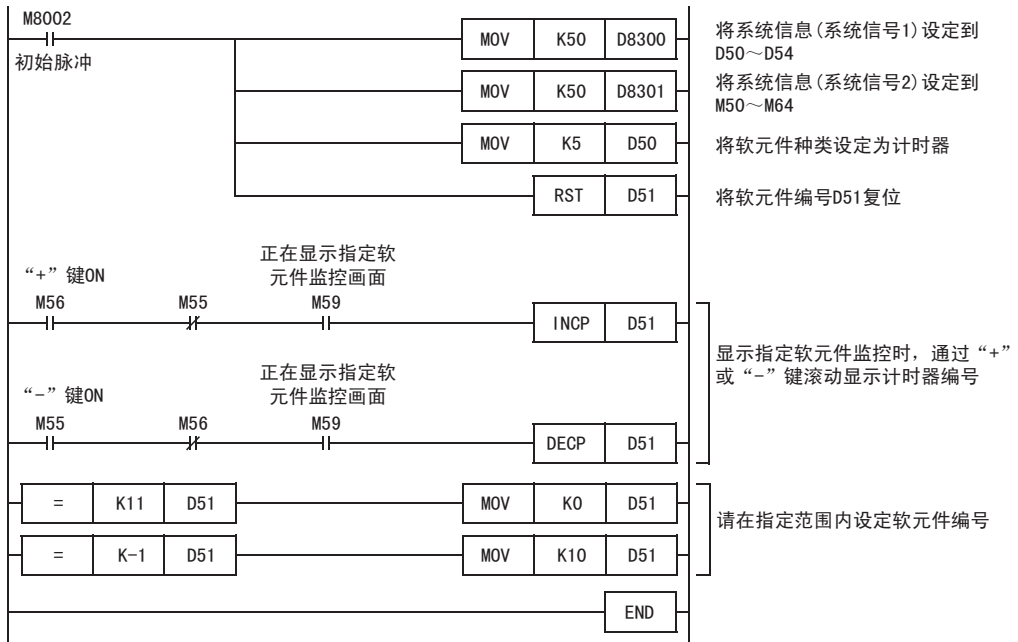 M8002
初始脉冲
MOV K50 D8300
将系统信息(系统信号1)设定到
D50～D54
MOV K50 D8301
将系统信息(系统信号2)设定到
M50～M64
MOV K5 D50
将软元件种类设定为计时器
RST D51
将软元件编号D51复位
“+”键ON
正在显示指定软
元件监控画面
M56 M55 M59
INCP D51
显示指定软元件监控时，通过“+”
或“-”键滚动显示计时器编号
“-”键ON
正在显示指定软
元件监控画面
M55 M56 M59
DECP D51
= K11 D51 MOV K0 D51
请在指定范围内设定软元件编号
= K-1 D51 MOV K10 D51
END